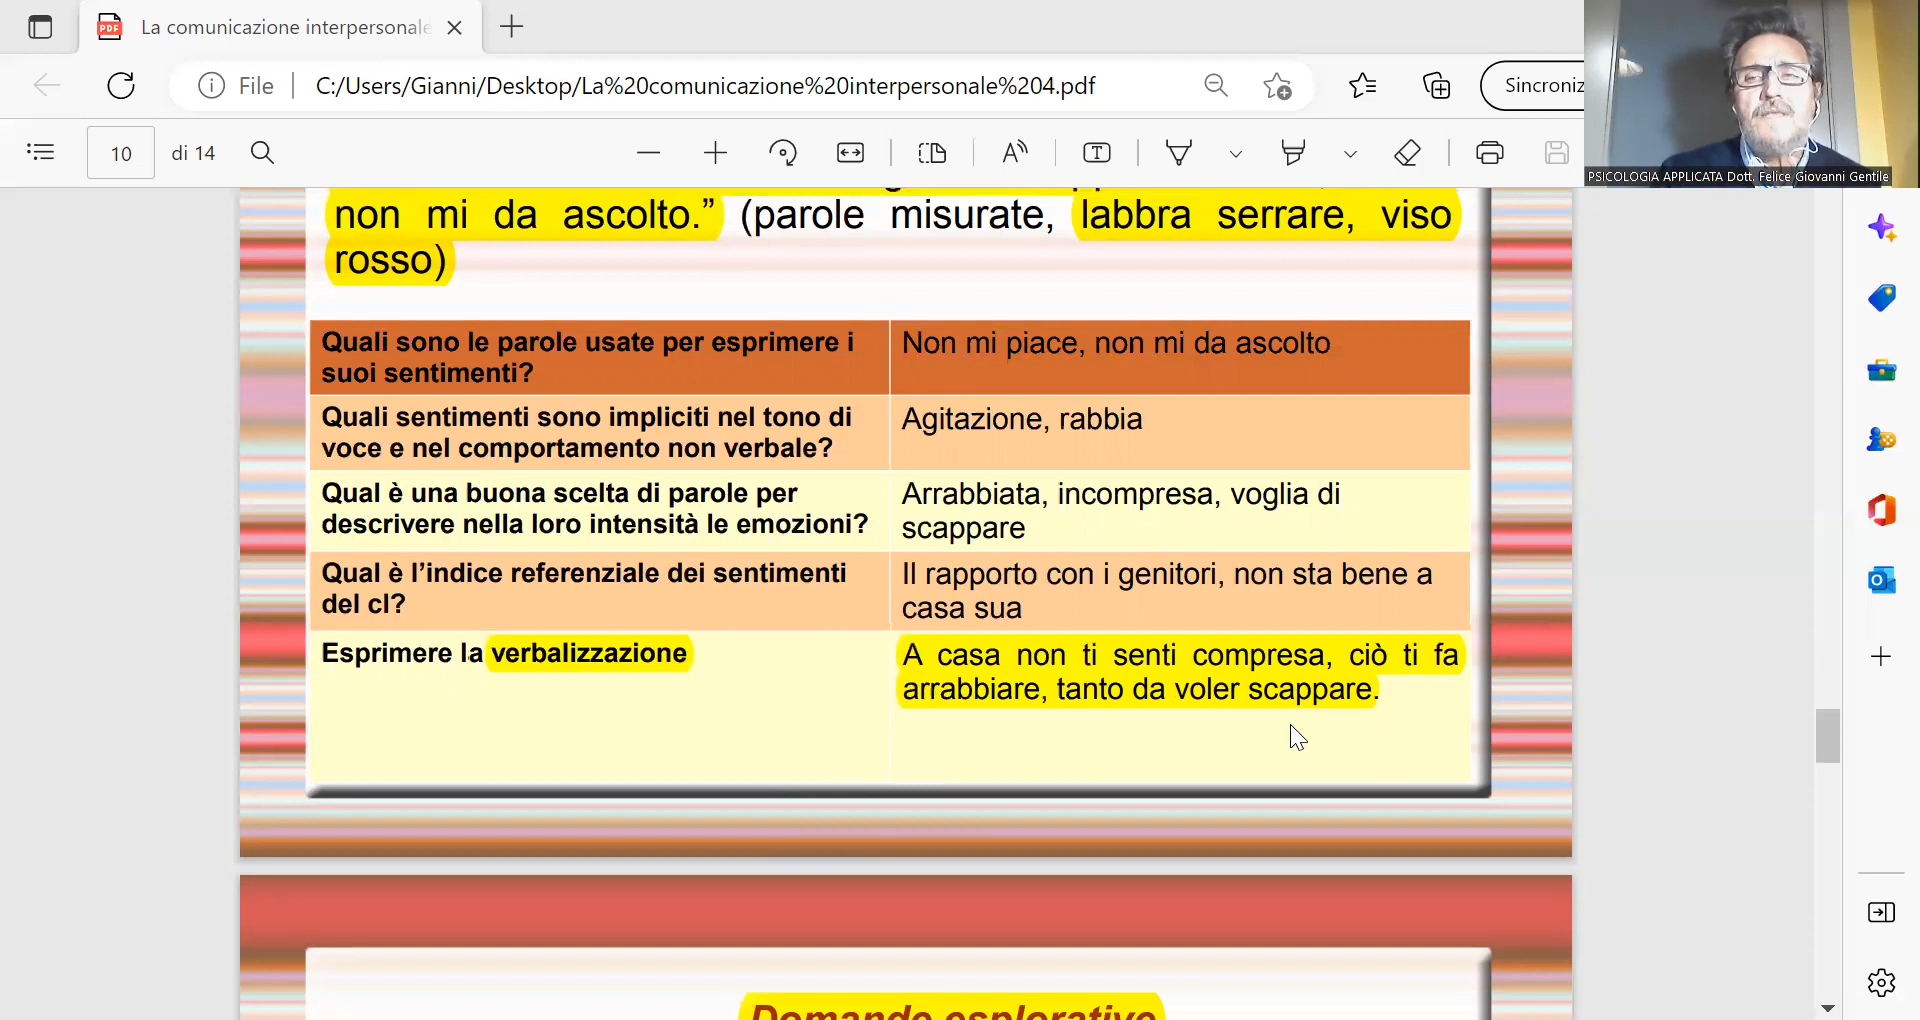 La comunicazione interpersonale
File
C:/Users/Gianni/Desktop/La%20comunicazione%20interpersonale%204.pdf
Sincroniz
10 di 14
PSICOLOGIA APPLICATA Dott. Felice Giovanni Gentile
non mi da ascolto.” (parole misurate, labbra serrare, viso
rosso)
Quali sono le parole usate per esprimere i
suoi sentimenti?
Non mi piace, non mi da ascolto
Quali sentimenti sono impliciti nel tono di
voce e nel comportamento non verbale?
Agitazione, rabbia
Qual è una buona scelta di parole per
descrivere nella loro intensità le emozioni?
Arrabbiata, incompresa, voglia di
scappare
Qual è l’indice referenziale dei sentimenti
del cl?
Il rapporto con i genitori, non sta bene a
casa sua
Esprimere la verbalizzazione
A casa non ti senti compresa, ciò ti fa
arrabbiare, tanto da voler scappare.
Domande esplorative